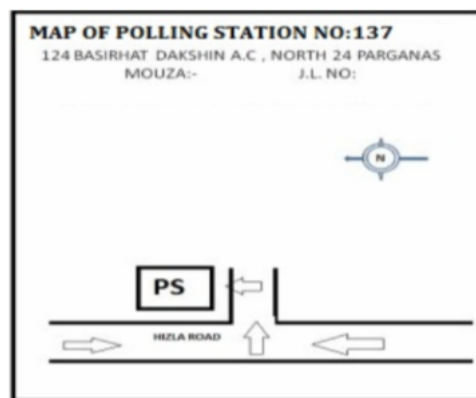 MAP OF POLLING STATION NO:137
124 BASIRHAT DAKSHIN A.C , NORTH 24 PARGANAS
MOUZA:- J.L. NO:
N
PS
HIZLA ROAD